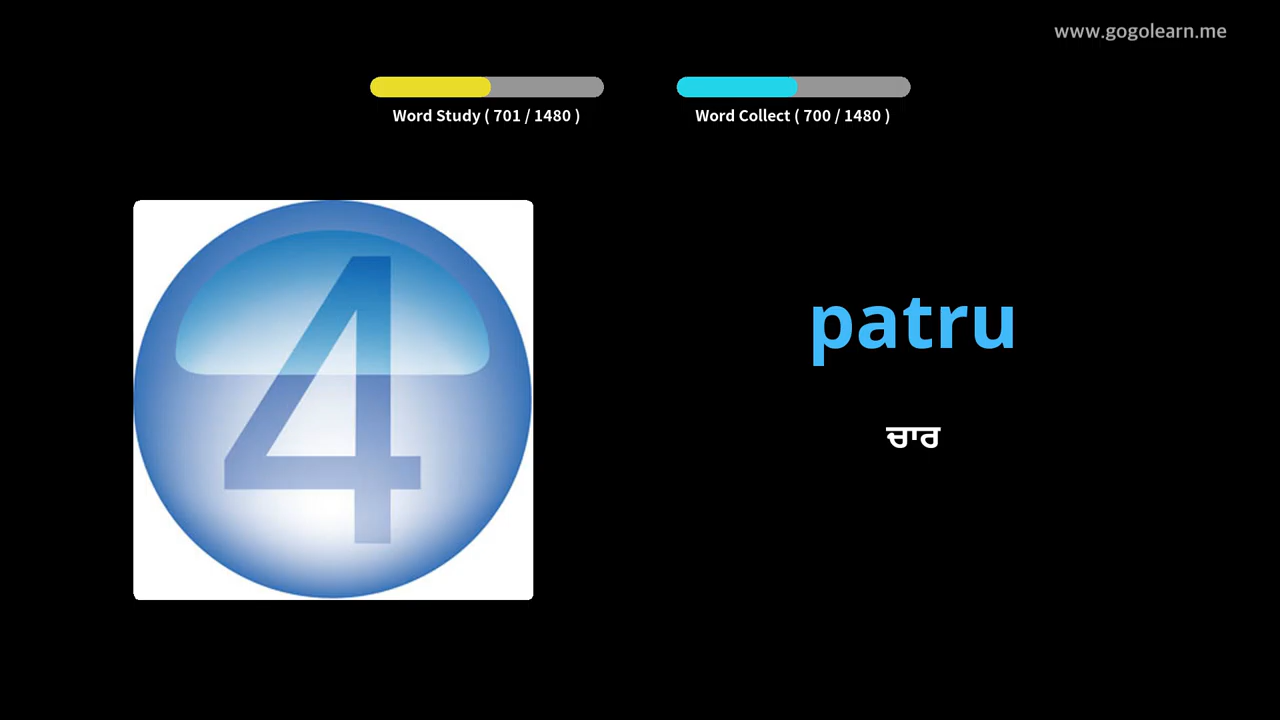 www.gogolearn.me
Word Study ( 701 / 1480 )
Word Collect ( 700 / 1480 )
4
patru
ਚਾਰ